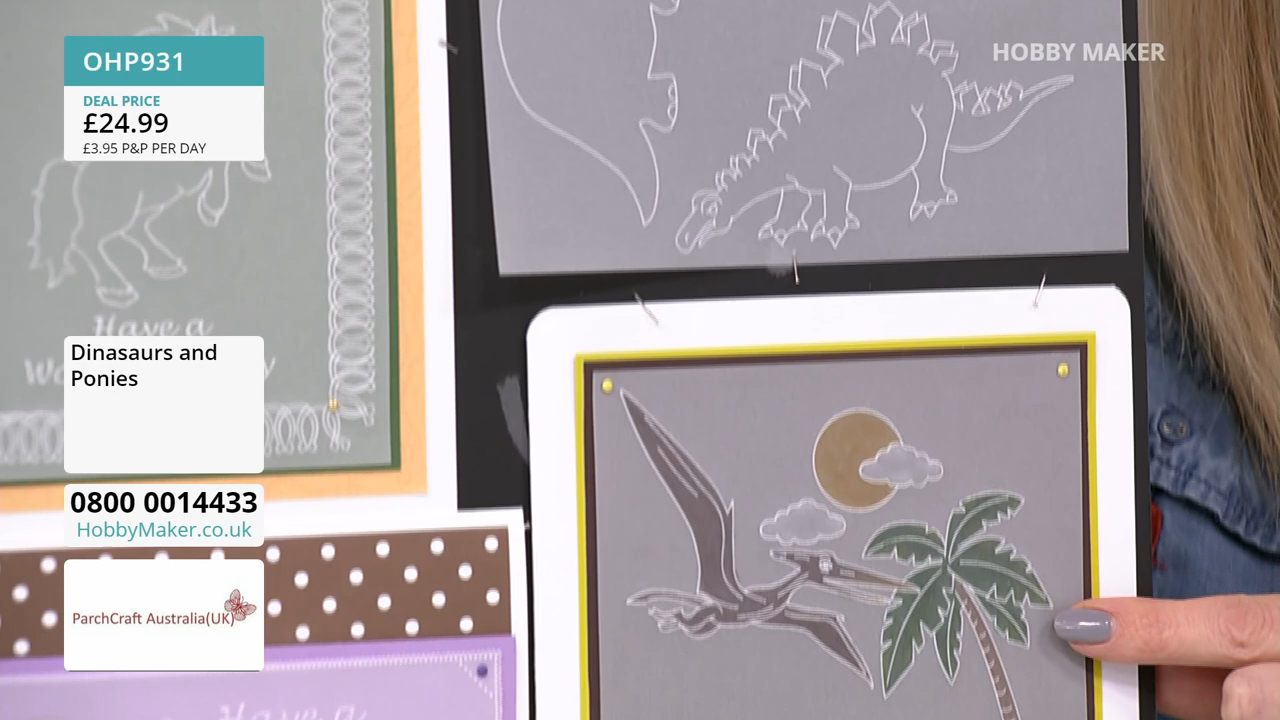 OHP931
DEAL PRICE
£24.99
£3.95 P&P PER DAY
Dinasaurs and
Ponies
0800 0014433
HobbyMaker.co.uk
ParchCraft Australia(UK)
HOBBY MAKER
Have a
Have a